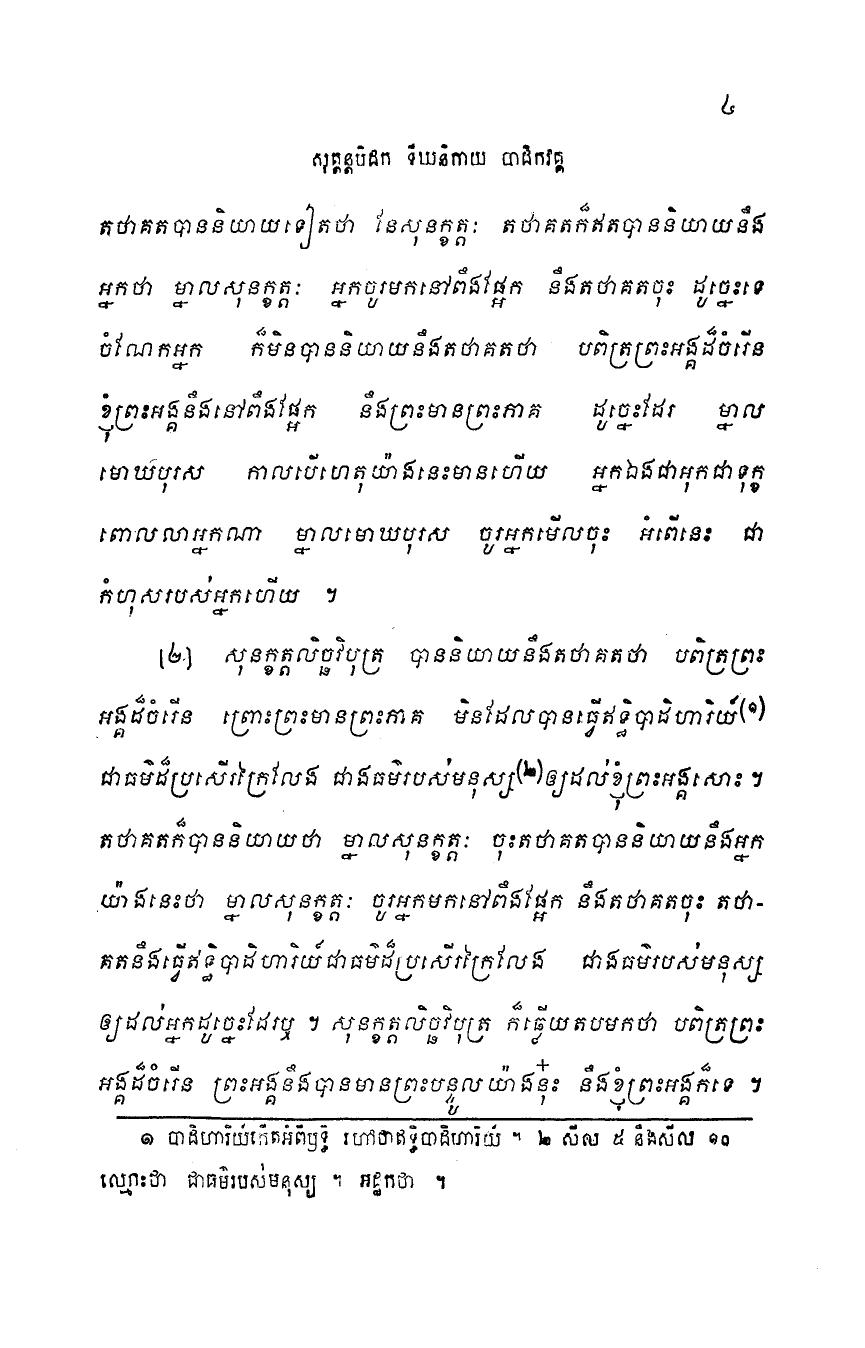 ៤
សុត្តន្តបិដក ទីឃនិកាយ បាដិកវគ្គ
តថាគតបាននិយាយទៀតថា នែសុនក្ខត្តៈ តថាគតក៏ឥតបាននិយាយនឹង
អ្នកថា ម្នាលសុនក្ខត្តៈ អ្នកចូរមកនៅពឹងផ្អែក នឹងតថាគតចុះ ដូច្នេះទេ
ចំណែកអ្នក ក៏មិនបាននិយាយនឹងតថាគតថា បពិត្រព្រះអង្គដ៏ចំរើន
ខ្ញុំព្រះអង្គនឹងនៅពឹងផ្អែក នឹងព្រះមានព្រះភាគ ដូច្នេះដែរ ម្នាល
មោឃបុរស កាលបើហេតុយ៉ាងនេះមានហើយ អ្នកឯងជាអុកជាទុក្ខ
ពោលលាអ្នកណា ម្នាលមោឃបុរស ចូរអ្នកមើលចុះ អំពើនេះ ជា
កំហុសរបស់អ្នកហើយ ។
[២] សុនក្ខត្តលិច្ឆវិបុត្រ បាននិយាយនឹងតថាគតថា បពិត្រព្រះ
អង្គដ៏ចំរើន ព្រោះព្រះមានព្រះភាគ មិនដែលបានធ្វើឥទ្ធិបាដិហារិយ៍(១)
ជាធម៌ដ៏ប្រសើរក្រៃលែង ជាងធម៌របស់មនុស្ស(២)ឲ្យដល់ខ្ញុំព្រះអង្គសោះ ។
តថាគតក៏បាននិយាយថា ម្នាលសុនក្ខត្តៈ ចុះតថាគតបាននិយាយនឹងអ្នក
យ៉ាងនេះថា ម្នាលសុនក្ខត្តៈ ចូរអ្នកមកនៅពឹងផ្អែក នឹងតថាគតចុះ តថា-
គតនឹងធ្វើឥទ្ធិបាដិហារិយ៍ជាធម៌ដ៏ប្រសើរក្រៃលែង ជាងធម៌របស់មនុស្ស
ឲ្យដល់អ្នកដូច្នេះដែរឬ ។ សុនក្ខត្តលិច្ឆវិបុត្រ ក៏ឆ្លើយតបមកថា បពិត្រព្រះ
អង្គដ៏ចំរើន ព្រះអង្គនឹងបានមានព្រះបន្ទូលយ៉ាងនុ៎ះ នឹងខ្ញុំព្រះអង្គក៏ទេ ។
១ បាដិហារិយ៍កើតអំពីឫទ្ធិ ហៅថាឥទ្ធិបាដិហារិយ៍ ។ ២ សីល ៥ នឹងសីល ១០
ឈ្មោះថា ជាធម៌របស់មនុស្ស ។ អដ្ឋកថា ។